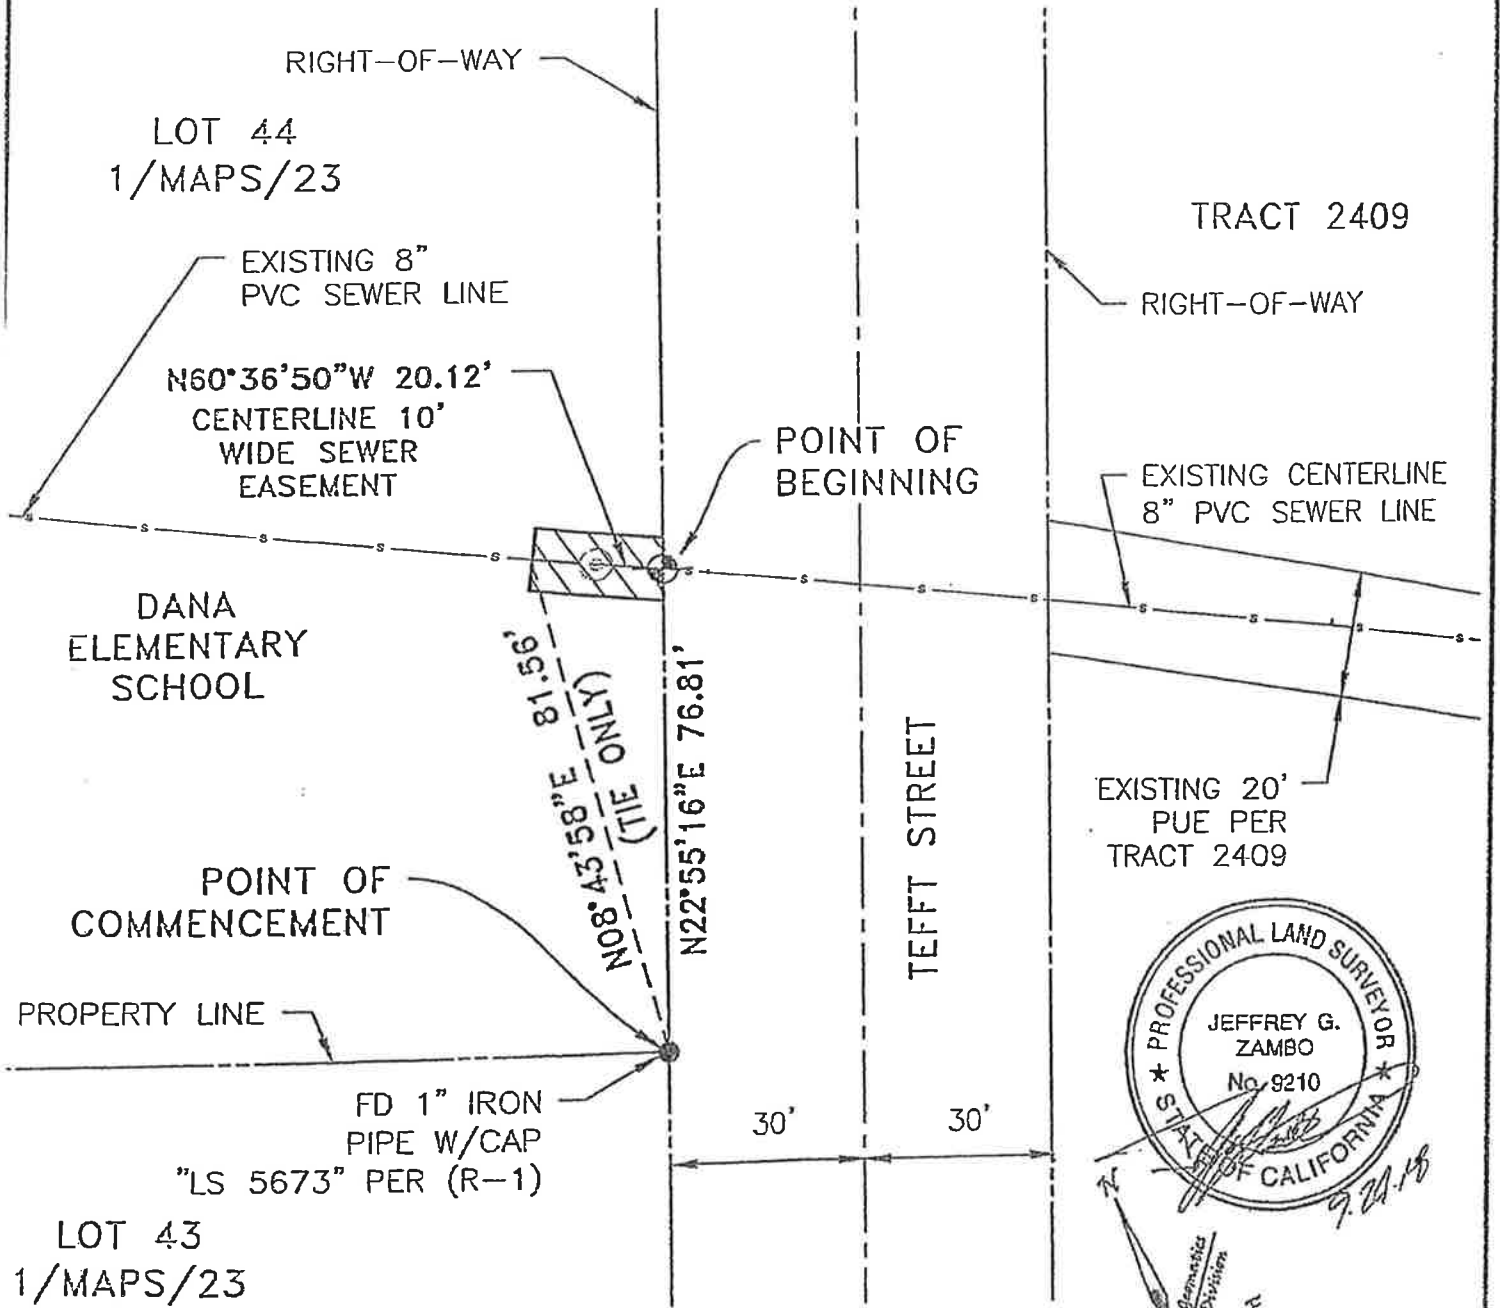 RIGHT-OF-WAY
LOT 44
1/MAPS/23
TRACT 2409
EXISTING 8"
PVC SEWER LINE
RIGHT-OF-WAY
N60°36'50"W 20.12'
CENTERLINE 10'
WIDE SEWER
EASEMENT
POINT OF
BEGINNING
EXISTING CENTERLINE
8" PVC SEWER LINE
S S S S S S S S S S S S S
DANA
ELEMENTARY
SCHOOL
N08°43'58"E 81.56'
(TIE ONLY)
N22°55'16"E 76.81'
TEFFT STREET
EXISTING 20'
PUE PER
TRACT 2409
POINT OF
COMMENCEMENT
PROPERTY LINE
FD 1" IRON
PIPE W/CAP
"LS 5673" PER (R-1)
30' 30'
PROFESSIONAL LAND SURVEYOR
JEFFREY G.
ZAMBO
No. 9210
STATE OF CALIFORNIA
N
Geomatics
Division
LOT 43
1/MAPS/23